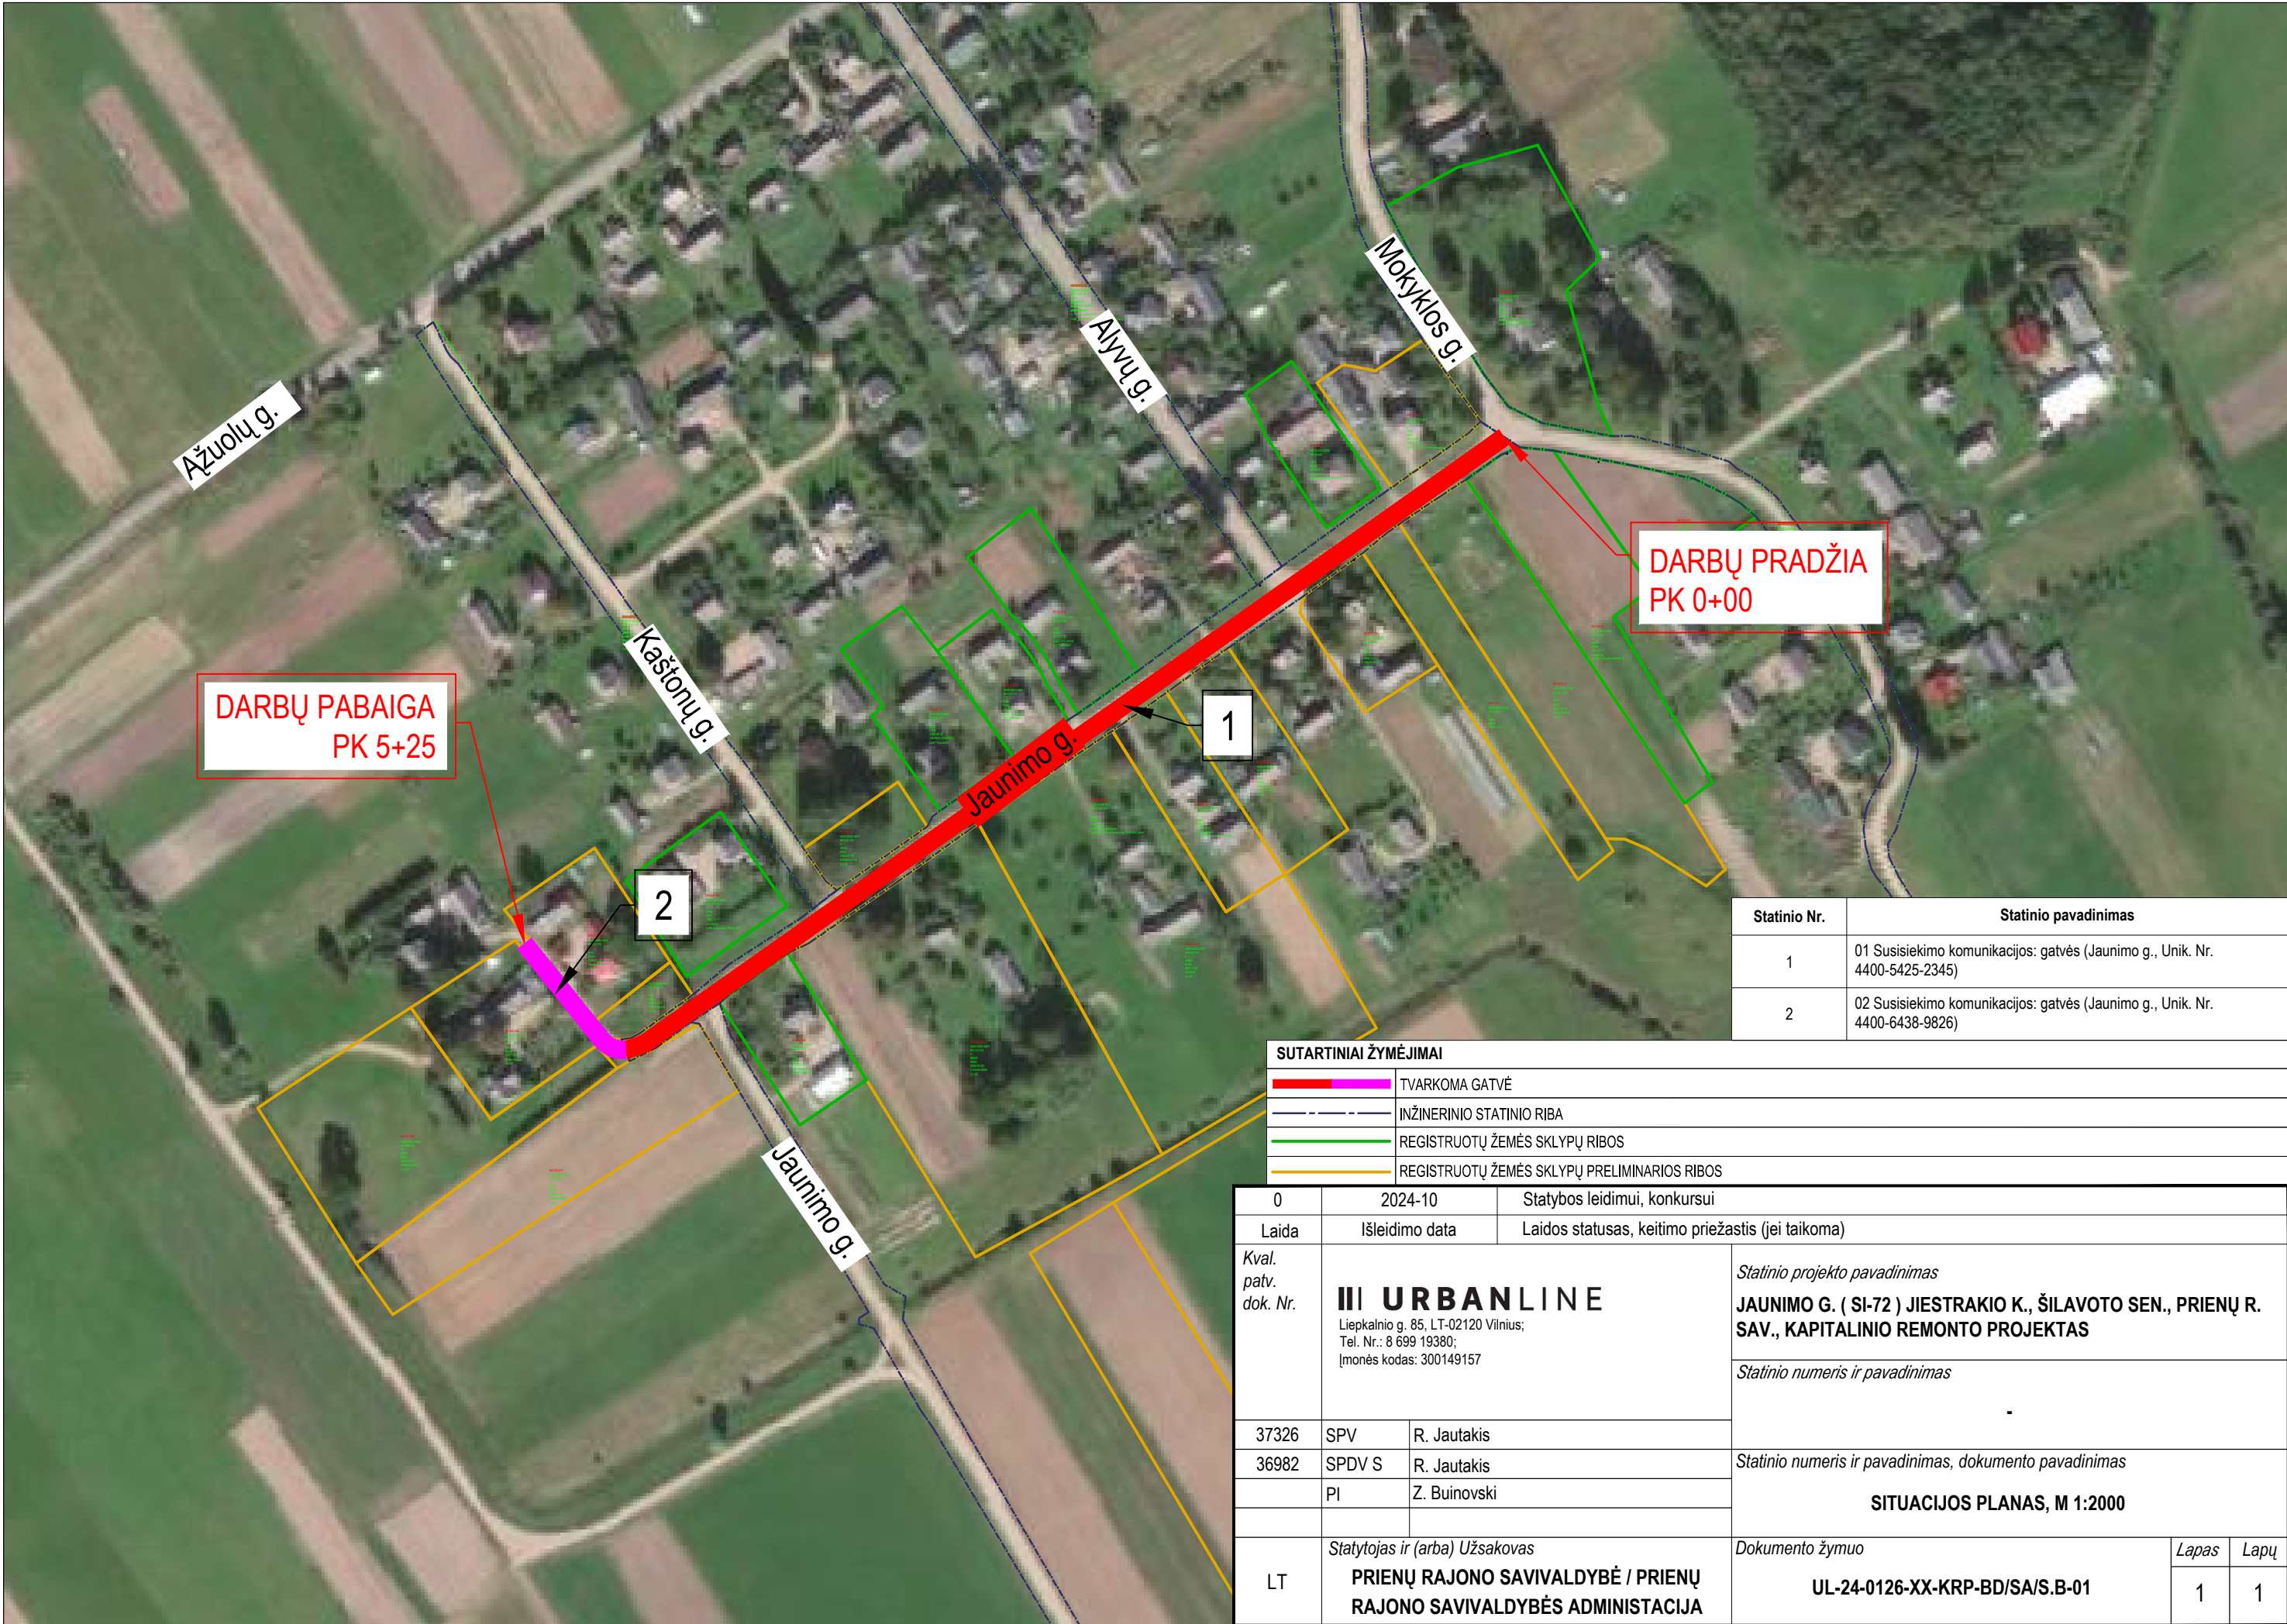 Mokyklos g.
Alyvų g.
Ąžuolų g.
DARBŲ PRADŽIA
PK 0+00
Kaštonų g.
DARBŲ PABAIGA
PK 5+25
1
Jaunimo g.
2
Jaunimo g.
Statinio Nr.
Statinio pavadinimas
1
01 Susisiekimo komunikacijos: gatvės (Jaunimo g., Unik. Nr.
4400-5425-2345)
2
02 Susisiekimo komunikacijos: gatvės (Jaunimo g., Unik. Nr.
4400-6438-9826)
SUTARTINIAI ŽYMĖJIMAI
TVARKOMA GATVĖ
INŽINERINIO STATINIO RIBA
REGISTRUOTŲ ŽEMĖS SKLYPŲ RIBOS
REGISTRUOTŲ ŽEMĖS SKLYPŲ PRELIMINARIOS RIBOS
0
2024-10
Statybos leidimui, konkursui
Laida
Išleidimo data
Laidos statusas, keitimo priežastis (jei taikoma)
Kval.
patv.
dok. Nr.
URBANLINE
Liepkalnio g. 85, LT-02120 Vilnius;
Tel. Nr.: 8 699 19380;
Įmonės kodas: 300149157
Statinio projekto pavadinimas
JAUNIMO G. ( SI-72 ) JIESTRAKIO K., ŠILAVOTO SEN., PRIENŲ R.
SAV., KAPITALINIO REMONTO PROJEKTAS
Statinio numeris ir pavadinimas
-
37326
SPV
R. Jautakis
36982
SPDV S
R. Jautakis
PI
Z. Buinovski
Statinio numeris ir pavadinimas, dokumento pavadinimas
SITUACIJOS PLANAS, M 1:2000
LT
Statytojas ir (arba) Užsakovas
PRIENŲ RAJONO SAVIVALDYBĖ / PRIENŲ
RAJONO SAVIVALDYBĖS ADMINISTACIJA
Dokumento žymuo
UL-24-0126-XX-KRP-BD/SA/S.B-01
Lapas
Lapų
1
1